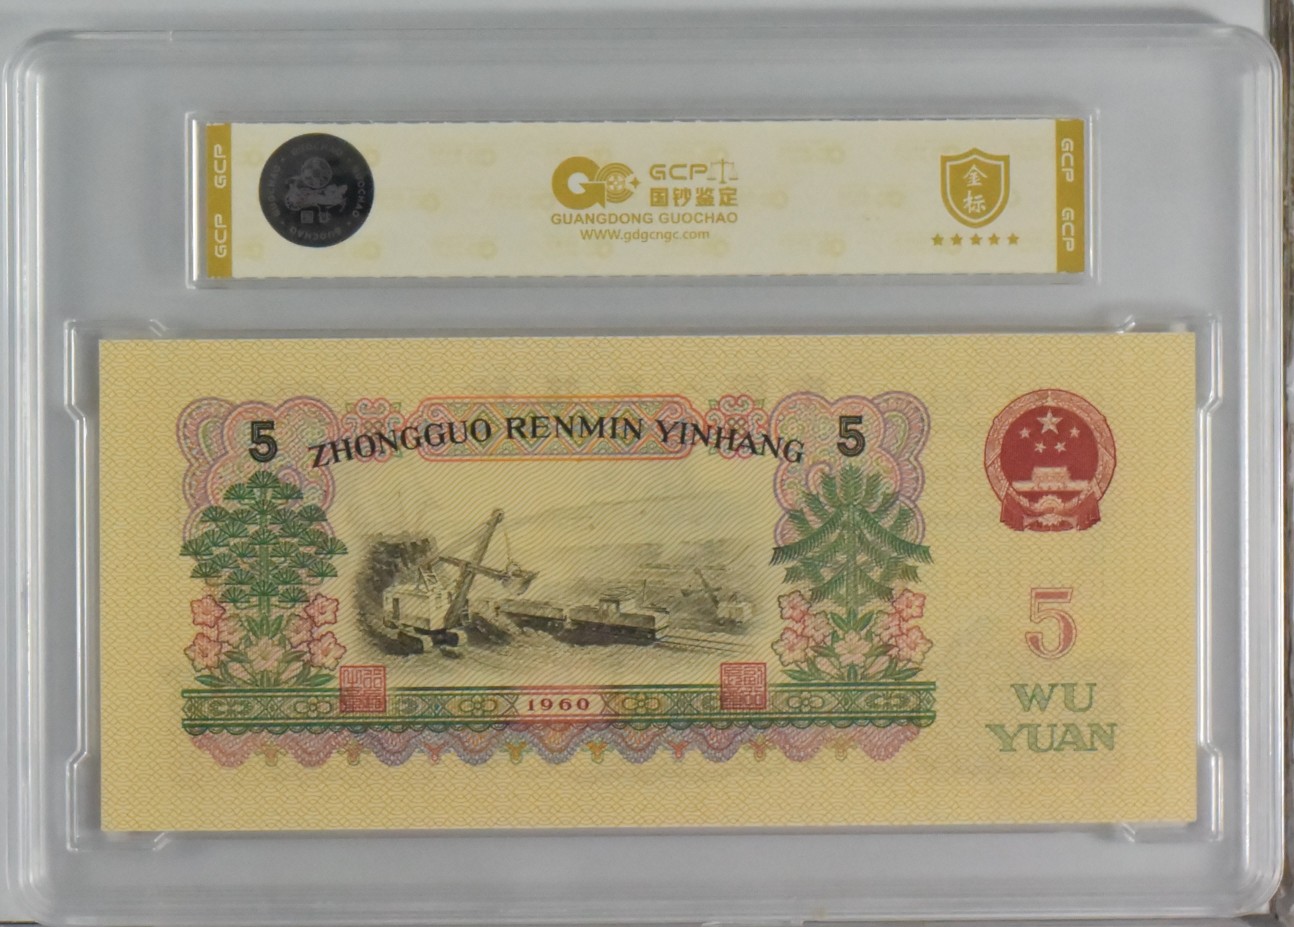 GCP
GCP
GCP
国钞鉴定
GUANGDONG GUOCHAO
WWW.gdgcngc.com
金标
GCP
GCP
5
ZHONGGUO RENMIN YINHANG
5
1960
5
WU
YUAN